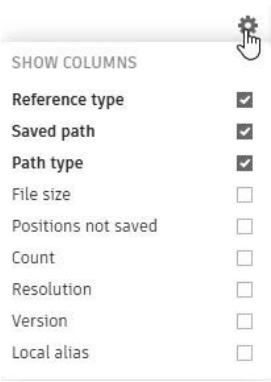 SHOW COLUMNS
Reference type
Saved path
Path type
File size
Positions not saved
Count
Resolution
Version
Local alias